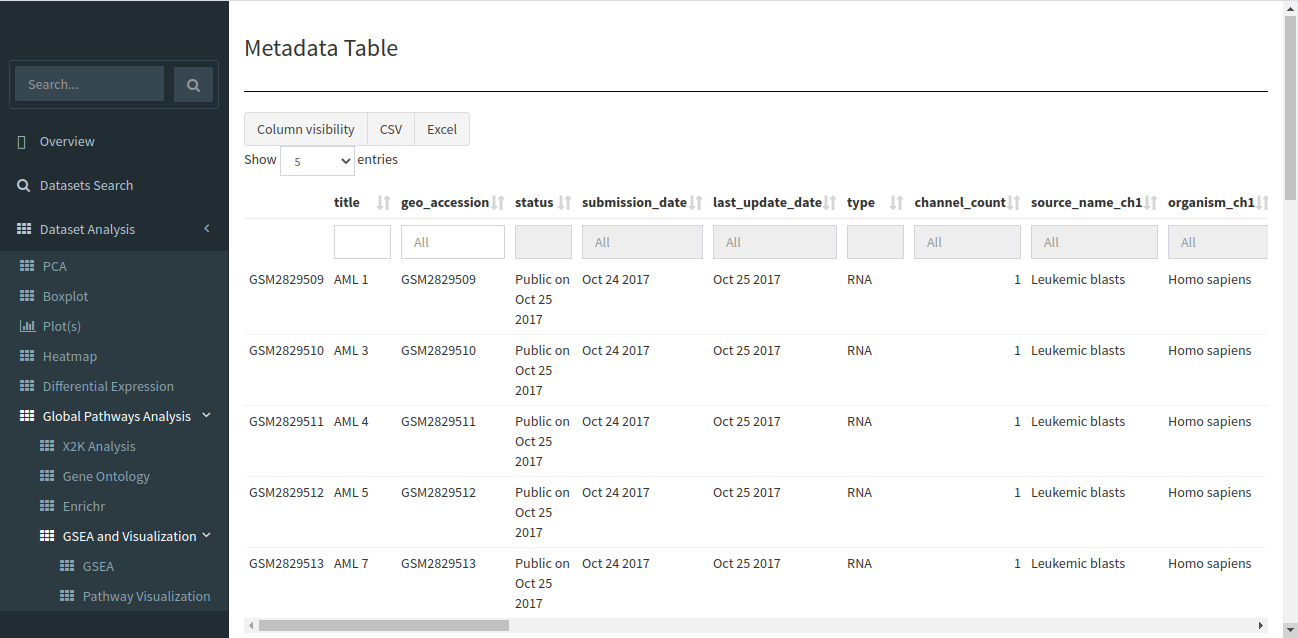 Search...
Overview
Datasets Search
Dataset Analysis
PCA
Boxplot
Plot(s)
Heatmap
Differential Expression
Global Pathways Analysis
X2K Analysis
Gene Ontology
Enrichr
GSEA and Visualization
GSEA
Pathway Visualization
Metadata Table
Column visibility CSV Excel
Show 5 entries
title geo_accession status submission_date last_update_date type channel_count source_name_ch1 organism_ch1
All All All All All All
GSM2829509 AML 1 GSM2829509 Public on Oct 24 2017 Oct 25 2017 RNA 1 Leukemic blasts Homo sapiens
Oct 25
2017
GSM2829510 AML 3 GSM2829510 Public on Oct 24 2017 Oct 25 2017 RNA 1 Leukemic blasts Homo sapiens
Oct 25
2017
GSM2829511 AML 4 GSM2829511 Public on Oct 24 2017 Oct 25 2017 RNA 1 Leukemic blasts Homo sapiens
Oct 25
2017
GSM2829512 AML 5 GSM2829512 Public on Oct 24 2017 Oct 25 2017 RNA 1 Leukemic blasts Homo sapiens
Oct 25
2017
GSM2829513 AML 7 GSM2829513 Public on Oct 24 2017 Oct 25 2017 RNA 1 Leukemic blasts Homo sapiens
Oct 25
2017